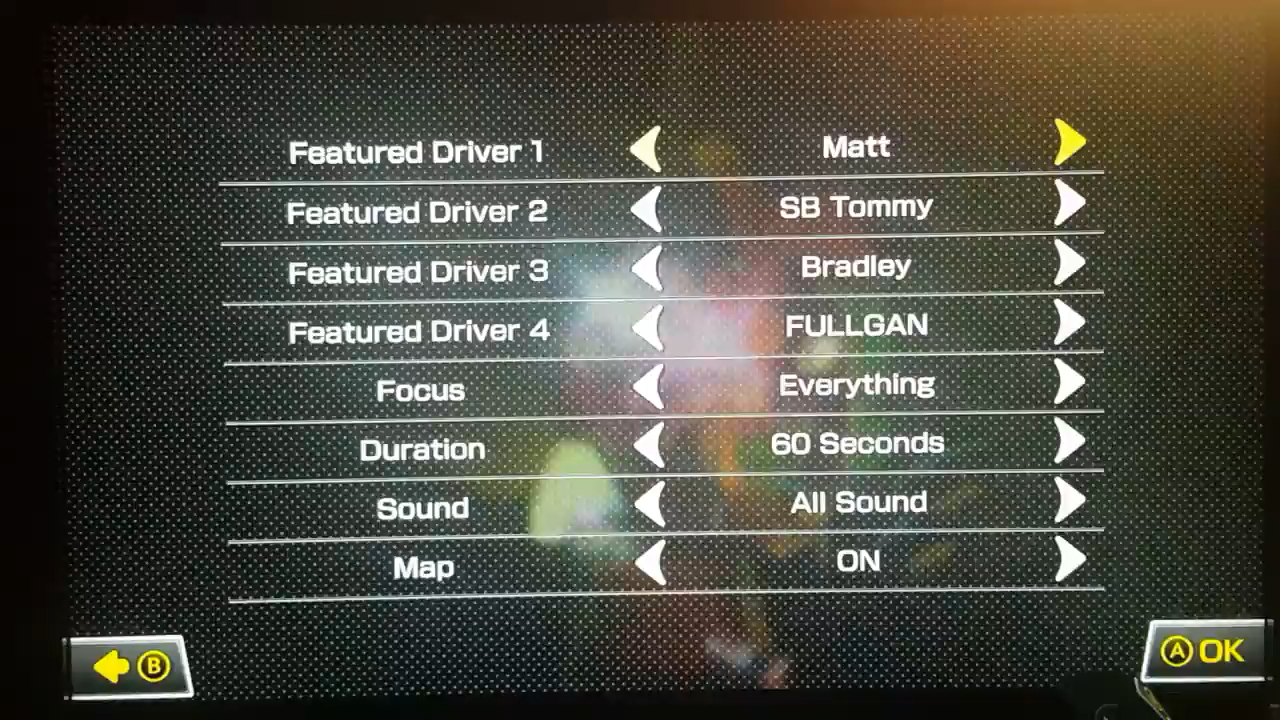 Featured Driver 1 Matt
Featured Driver 2 SB Tommy
Featured Driver 3 Bradley
Featured Driver 4 FULLGAN
Focus Everything
Duration 60 Seconds
Sound All Sound
Map ON
B
A OK